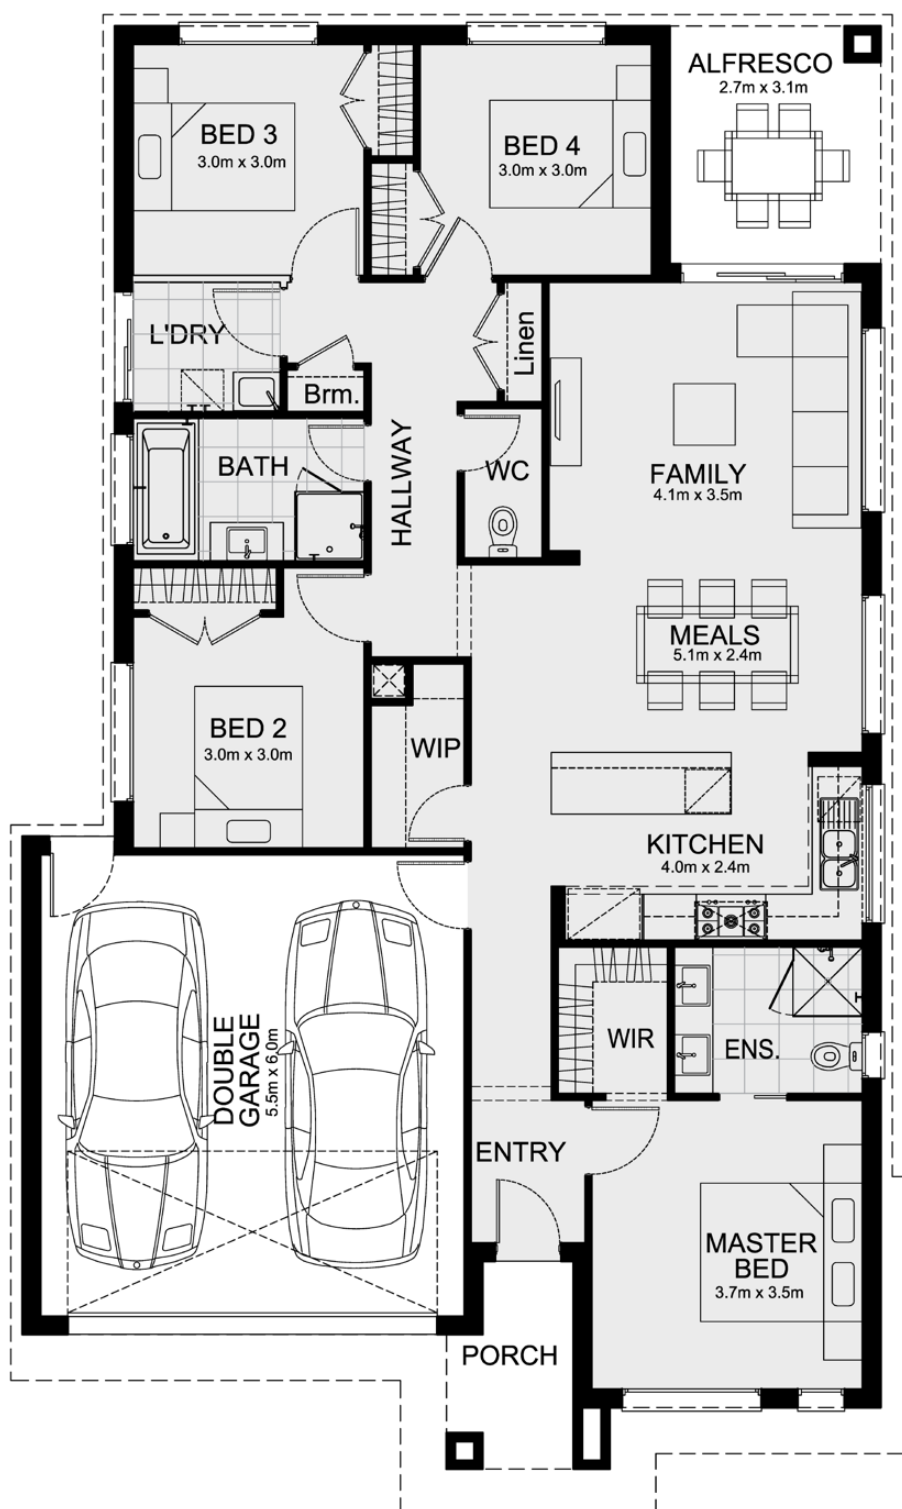 ALFRESCO
2.7m x 3.1m
BED 3
3.0m x 3.0m
BED 4
3.0m x 3.0m
L'DRY
Linen
Brm.
BATH
HALLWAY
WC
FAMILY
4.1m x 3.5m
MEALS
5.1m x 2.4m
BED 2
3.0m x 3.0m
WIP
KITCHEN
4.0m x 2.4m
DOUBLE
GARAGE
5.5m x 6.0m
WIR
ENS.
ENTRY
MASTER
BED
3.7m x 3.5m
PORCH